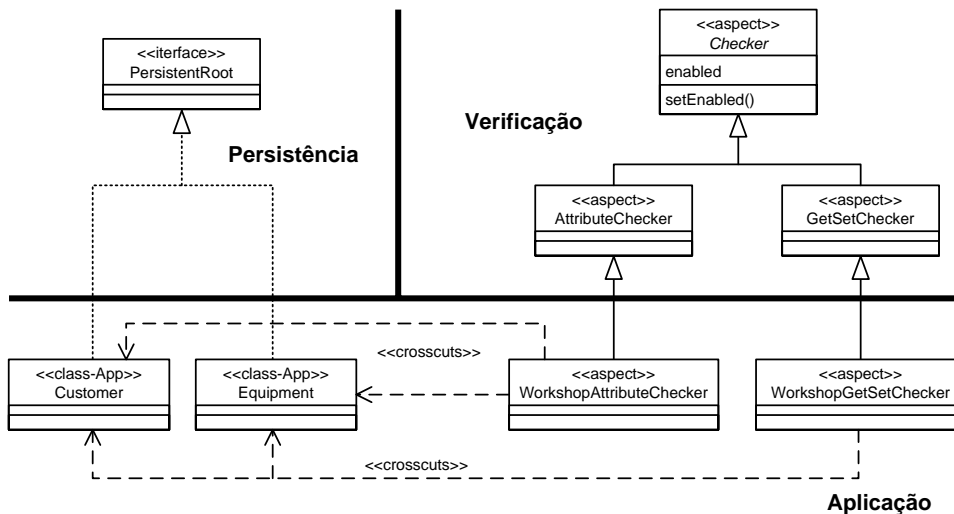 <<iterface>>
PersistentRoot
<<aspect>>
Checker
enabled
setEnabled()
Verificação
Persistência
<<aspect>>
AttributeChecker
<<aspect>>
GetSetChecker
<<crosscuts>>
<<class-App>>
Customer
<<class-App>>
Equipment
<<aspect>>
WorkshopAttributeChecker
<<aspect>>
WorkshopGetSetChecker
<<crosscuts>>
Aplicação